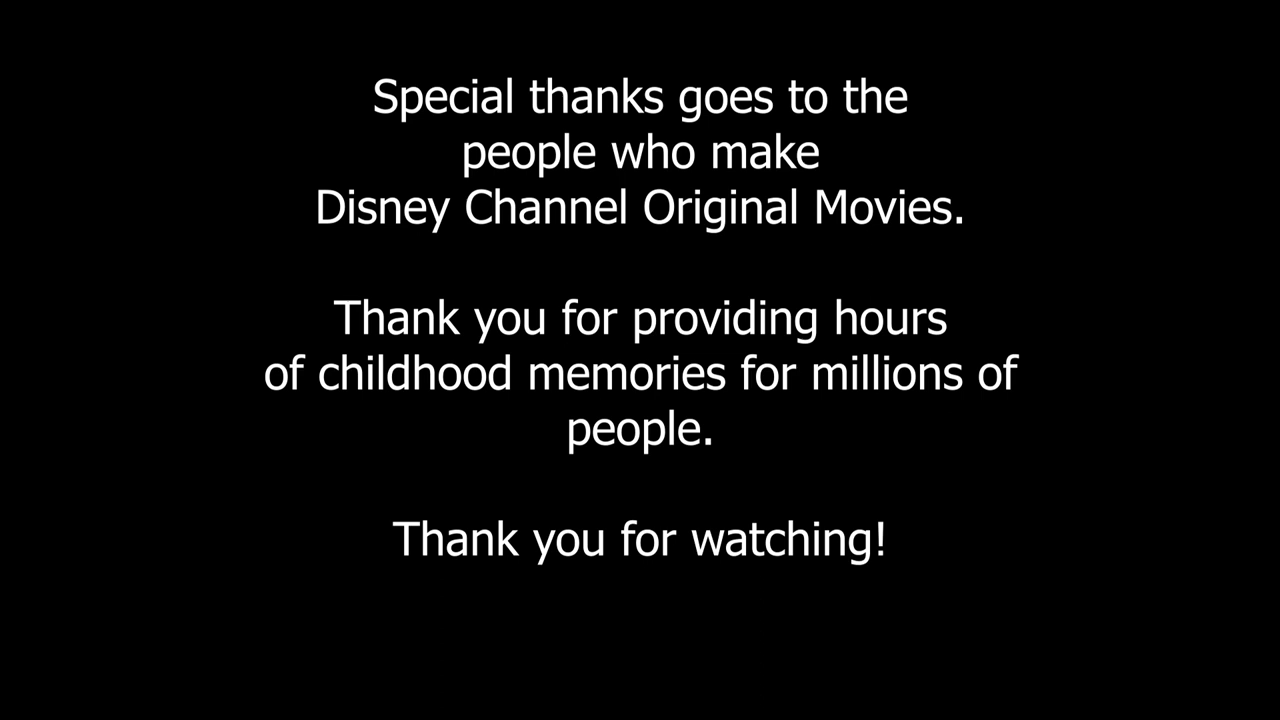 Special thanks goes to the
people who make
Disney Channel Original Movies.
Thank you for providing hours
of childhood memories for millions of
people.
Thank you for watching!